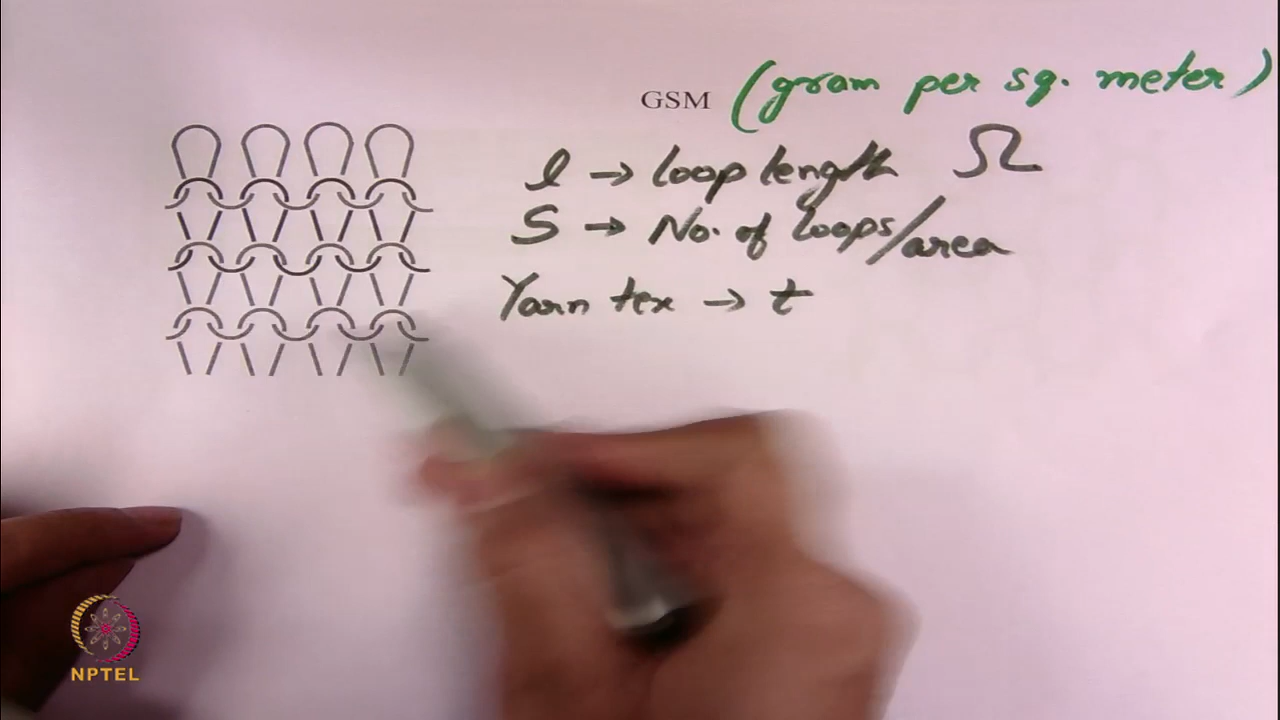 GSM (gram per sq. meter)
l → loop length Ω
S → No. of loops/area
Yarn tex → t
NPTEL